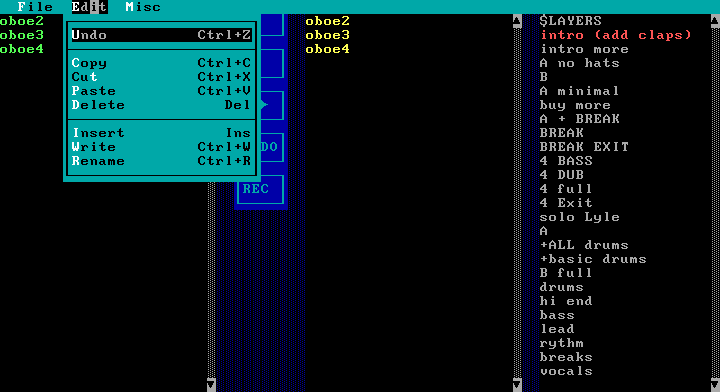 File Edit Misc
oboe2
oboe3
oboe4
Undo Ctrl+Z
Copy Ctrl+C
Cut Ctrl+X
Paste Ctrl+V
Delete Del
Insert Ins
Write Ctrl+W
Rename Ctrl+R
DO
REC
oboe2
oboe3
oboe4
$LAYERS
intro (add claps)
intro more
A no hats
B
A minimal
buy more
A + BREAK
BREAK
BREAK EXIT
4 BASS
4 DUB
4 full
4 Exit
solo Lyle
A
+ALL drums
+basic drums
B full
drums
hi end
bass
lead
rythm
breaks
vocals